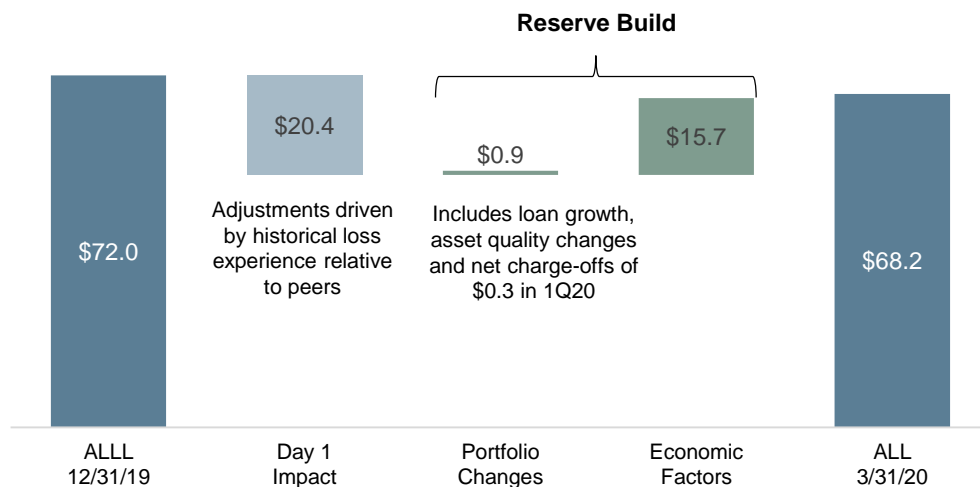 Reserve Build
$72.0
$20.4
$0.9
$15.7
$68.2
Adjustments driven
by historical loss
experience relative
to peers
Includes loan growth,
asset quality changes
and net charge-offs of
$0.3 in 1Q20
ALLL
12/31/19
Day 1
Impact
Portfolio
Changes
Economic
Factors
ALL
3/31/20